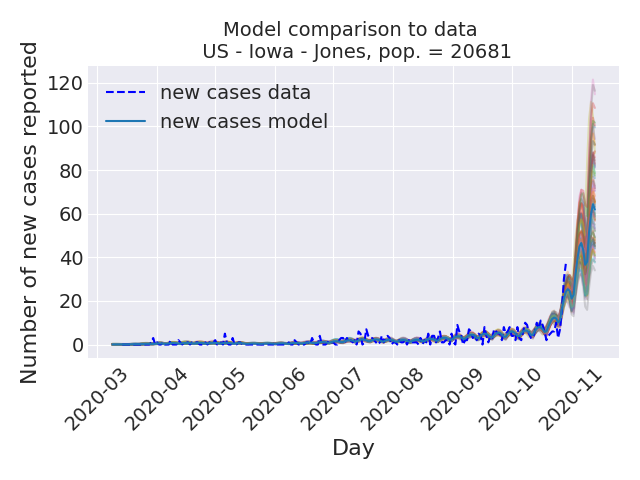 Model comparison to data
US - Iowa - Jones, pop. = 20681
new cases data
new cases model
Number of new cases reported
120
100
80
60
40
20
0
2020-03
2020-04
2020-05
2020-06
2020-07
2020-08
2020-09
2020-10
2020-11
Day